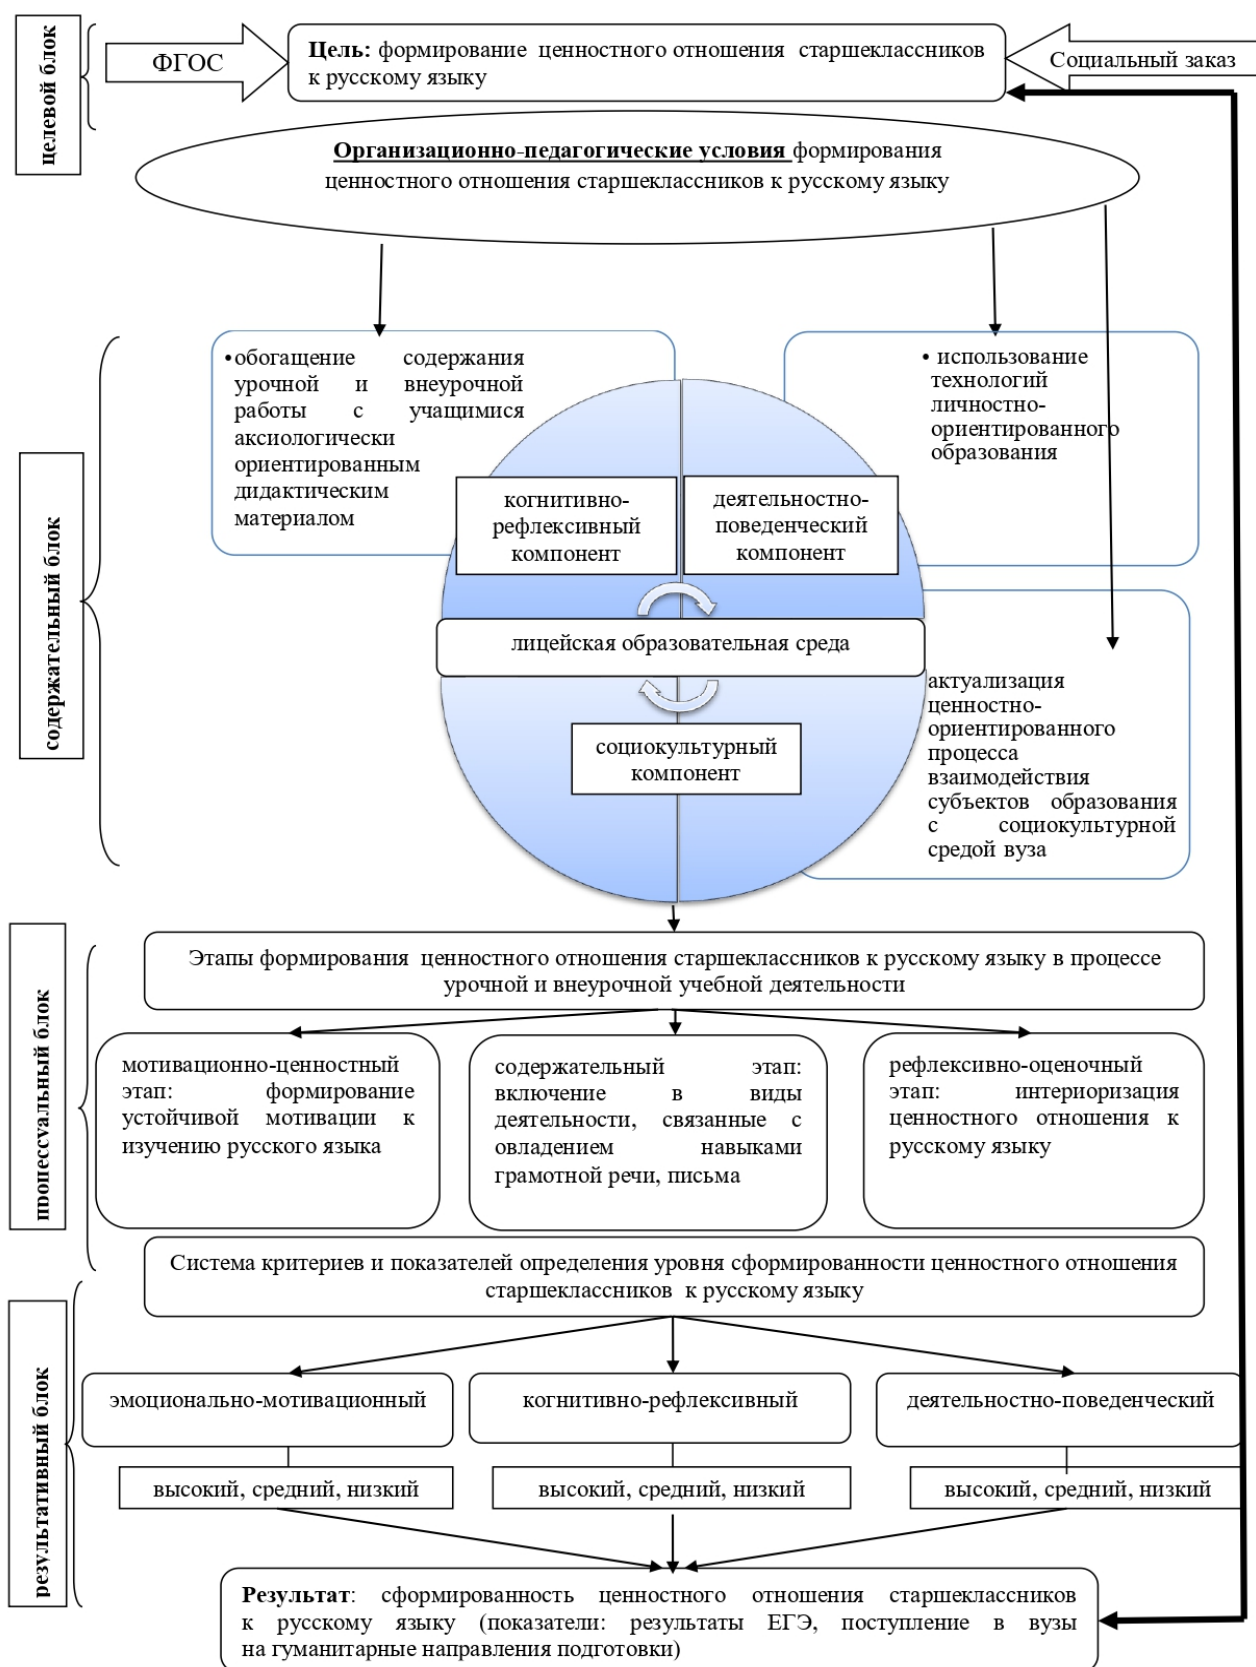 целевой блок
ФГОС
Цель: формирование ценностного отношения старшеклассников
к русскому языку
Социальный заказ
Организационно-педагогические условия формирования
ценностного отношения старшеклассников к русскому языку
содержательный блок
•обогащение содержания
урочной и внеурочной
работы с учащимися
аксиологически
ориентированным
дидактическим
материалом
• использование
технологий
личностно-
ориентированного
образования
когнитивно-
рефлексивный
компонент
деятельностно-
поведенческий
компонент
лицейская образовательная среда
социокультурный
компонент
актуализация
ценностно-
ориентированного
процесса
взаимодействия
субъектов образования
с социокультурной
средой вуза
процессуальный блок
Этапы формирования ценностного отношения старшеклассников к русскому языку в процессе
урочной и внеурочной учебной деятельности
мотивационно-ценностный
этап: формирование
устойчивой мотивации к
изучению русского языка
содержательный этап:
включение в виды
деятельности, связанные с
овладением навыками
грамотной речи, письма
рефлексивно-оценочный
этап: интериоризация
ценностного отношения к
русскому языку
Система критериев и показателей определения уровня сформированности ценностного отношения
старшеклассников к русскому языку
результативный блок
эмоционально-мотивационный
когнитивно-рефлексивный
деятельностно-поведенческий
высокий, средний, низкий
высокий, средний, низкий
высокий, средний, низкий
Результат: сформированность ценностного отношения старшеклассников
к русскому языку (показатели: результаты ЕГЭ, поступление в вузы
на гуманитарные направления подготовки)